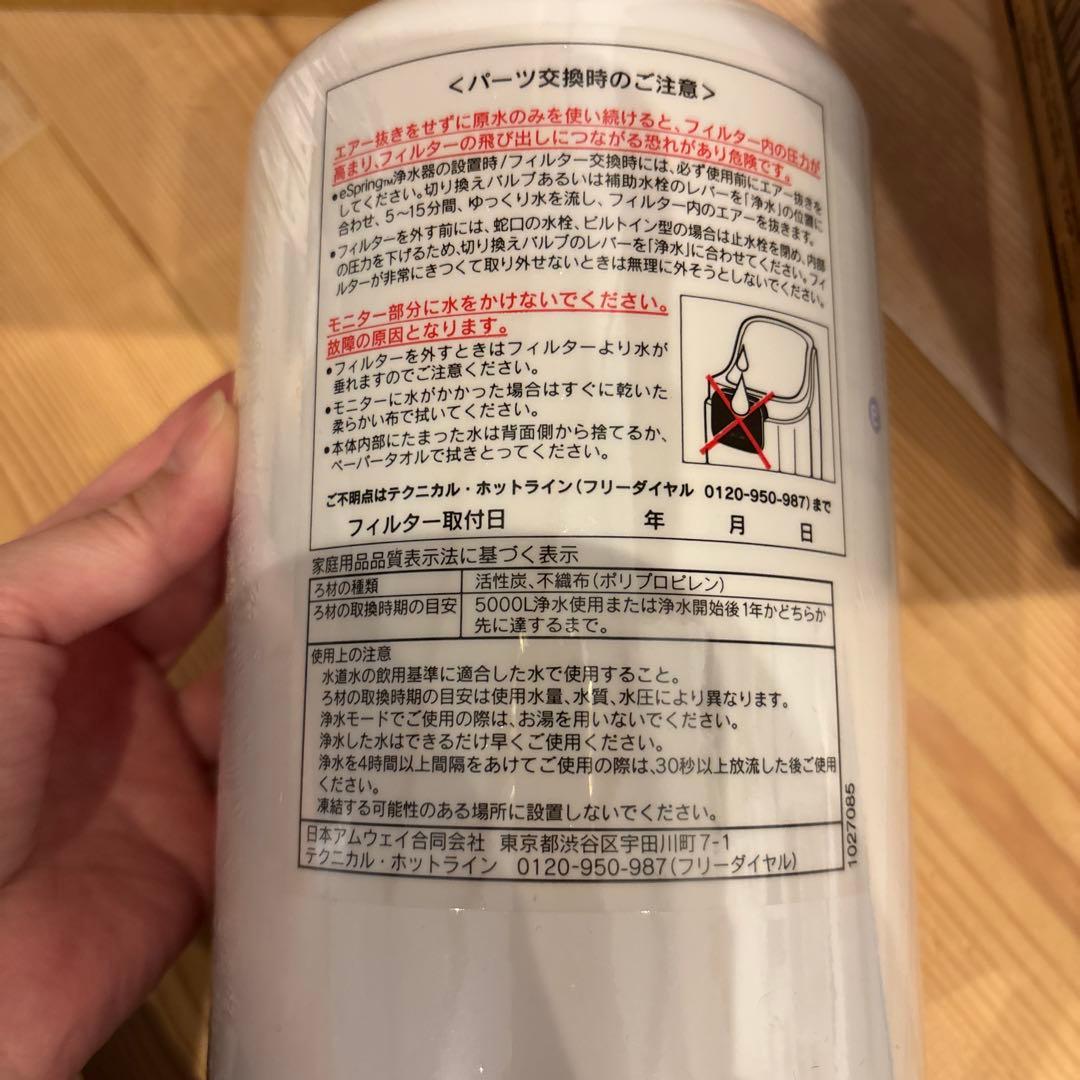 <パーツ交換時のご注意>
エアー抜きをせずに原水のみを使い続けると、フィルター内の圧力が
高まり、フィルターの飛び出しにつながる恐れがあり危険です。
•eSpring™浄水器の設置時/フィルター交換時には、必ず使用前にエアー抜きを
してください。切り換えバルブあるいは補助水栓のレバーを「浄水」の位置に
合わせ、5〜15分間、ゆっくり水を流し、フィルター内のエアーを抜きます。
•フィルターを外す前には、蛇口の水栓、ビルトイン型の場合は止水栓を閉め、内部
の圧力を下げるため、切り換えバルブのレバーを「浄水」に合わせてください。フィ
ルターが非常にきつくて取り外せないときは無理に外そうとしないでください。
モニター部分に水をかけないでください。
故障の原因となります。
•フィルターを外すときはフィルターより水が
垂れますのでご注意ください。
•モニターに水がかかった場合はすぐに乾いた
柔らかい布で拭いてください。
•本体内部にたまった水は背面側から捨てるか、
ペーパータオルで拭きとってください。
ご不明点はテクニカル・ホットライン(フリーダイヤル 0120-950-987)まで
フィルター取付日 年 月 日
家庭用品品質表示法に基づく表示
ろ材の種類 活性炭、不織布(ポリプロピレン)
ろ材の取換時期の目安 5000L浄水使用または浄水開始後1年かどちらか
先に達するまで。
使用上の注意
水道水の飲用基準に適合した水で使用すること。
ろ材の取換時期の目安は使用水量、水質、水圧により異なります。
浄水モードでご使用の際は、お湯を用いないでください。
浄水した水はできるだけ早くご使用ください。
浄水を4時間以上間隔をあけてご使用の際は、30秒以上放流した後ご使用
ください。
凍結する可能性のある場所に設置しないでください。
日本アムウェイ合同会社 東京都渋谷区宇田川町7-1
テクニカル・ホットライン 0120-950-987(フリーダイヤル)
1027085